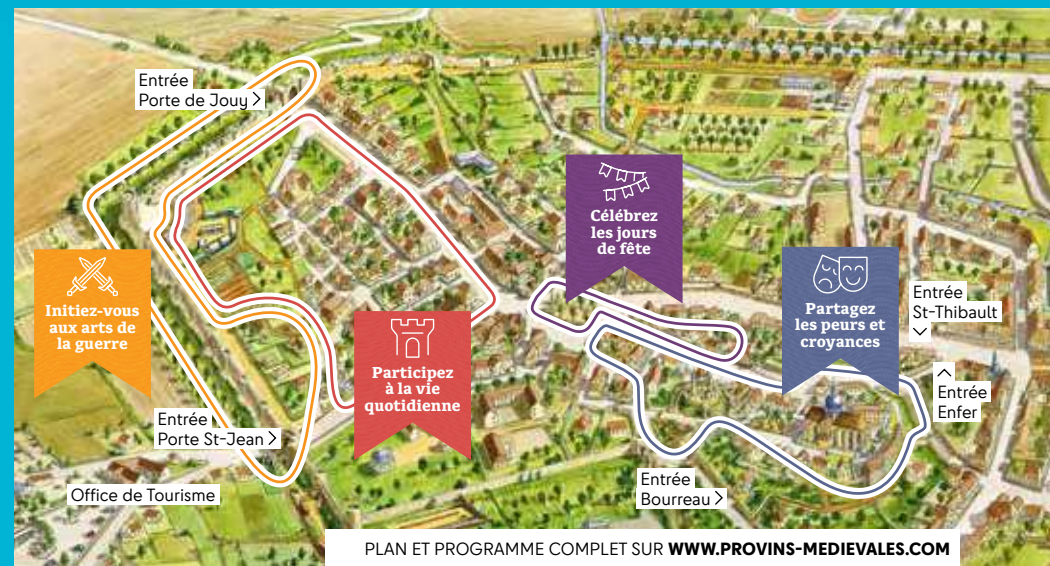 Entrée
Porte de Jouy >
Célébrez
les jours
de fête
Initiez-vous
aux arts de
la guerre
Partagez
les peurs et
croyances
Entrée
St-Thibault
Participez
à la vie
quotidienne
Entrée
Enfer
Entrée
Porte St-Jean >
Office de Tourisme
Entrée
Bourreau >
PLAN ET PROGRAMME COMPLET SUR WWW.PROVINS-MEDIEVALES.COM